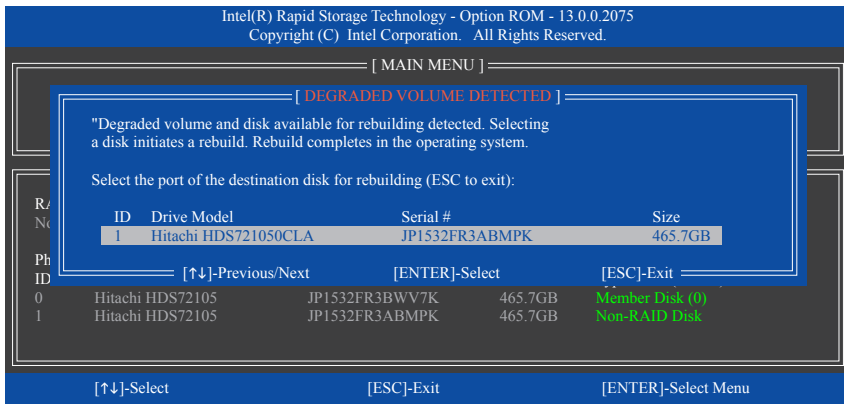 Intel(R) Rapid Storage Technology - Option ROM - 13.0.0.2075
Copyright (C) Intel Corporation. All Rights Reserved.
[ MAIN MENU ]
[ DEGRADED VOLUME DETECTED ]
"Degraded volume and disk available for rebuilding detected. Selecting
a disk initiates a rebuild. Rebuild completes in the operating system.
Select the port of the destination disk for rebuilding (ESC to exit):
ID Drive Model Serial # Size
1 Hitachi HDS721050CLA JP1532FR3ABMPK 465.7GB
[↑↓]-Previous/Next [ENTER]-Select [ESC]-Exit
ID
0 Hitachi HDS72105 JP1532FR3BWV7K 465.7GB Member Disk (0)
1 Hitachi HDS72105 JP1532FR3ABMPK 465.7GB Non-RAID Disk
[↑↓]-Select [ESC]-Exit [ENTER]-Select Menu